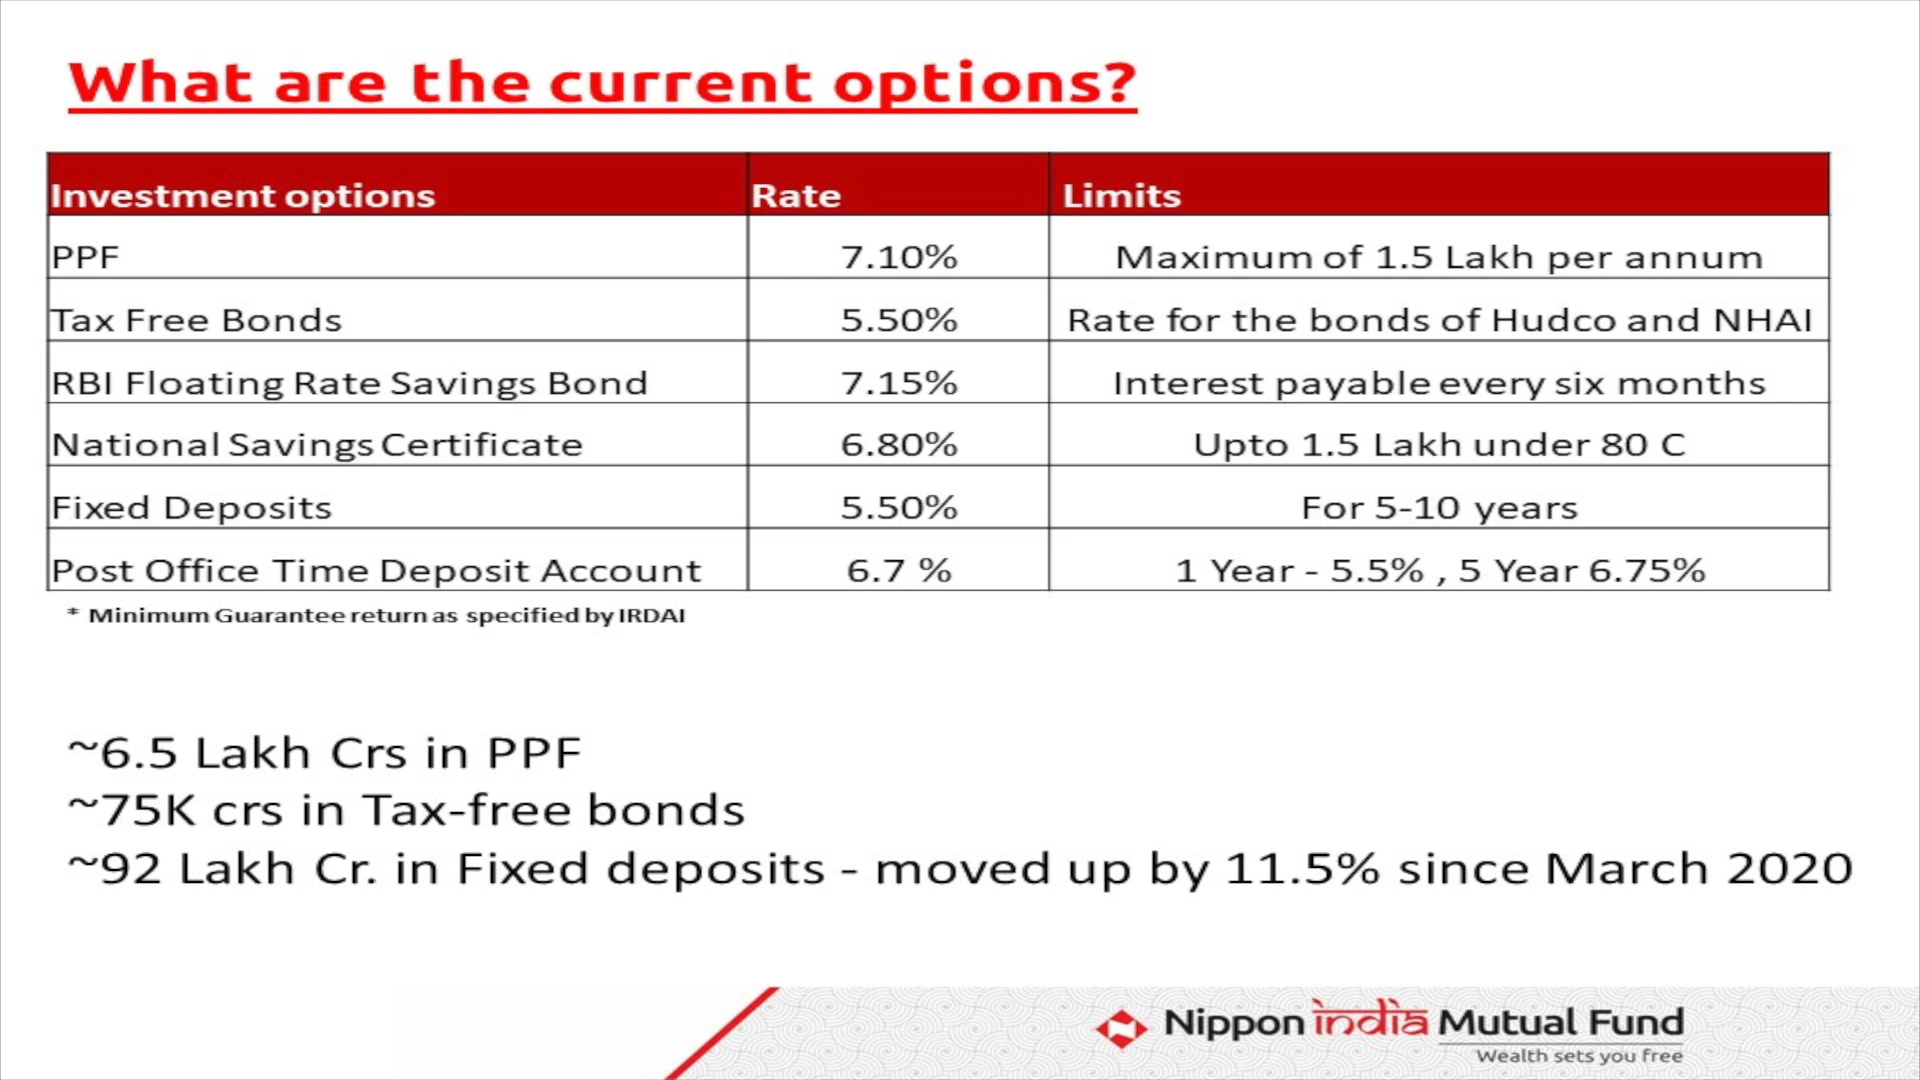 What are the current options?
Investment options Rate Limits
PPF 7.10% Maximum of 1.5 Lakh per annum
Tax Free Bonds 5.50% Rate for the bonds of Hudco and NHAI
RBI Floating Rate Savings Bond 7.15% Interest payable every six months
National Savings Certificate 6.80% Upto 1.5 Lakh under 80 C
Fixed Deposits 5.50% For 5-10 years
Post Office Time Deposit Account 6.7 % 1 Year - 5.5% , 5 Year 6.75%
* Minimum Guarantee return as specified by IRDAI
~6.5 Lakh Crs in PPF
~75K crs in Tax-free bonds
~92 Lakh Cr. in Fixed deposits - moved up by 11.5% since March 2020
Nippon india Mutual Fund
Wealth sets you free